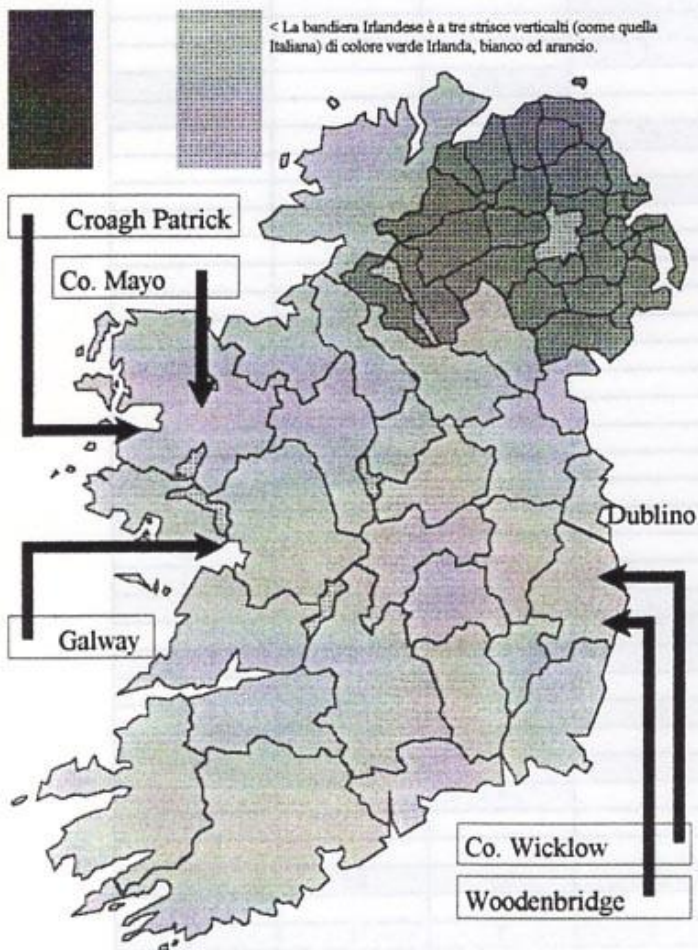 < La bandiera Irlandese è a tre strisce verticalti (come quella
Italiana) di colore verde Irlanda, bianco ed arancio.
Croagh Patrick
Co. Mayo
Dublino
Galway
Co. Wicklow
Woodenbridge